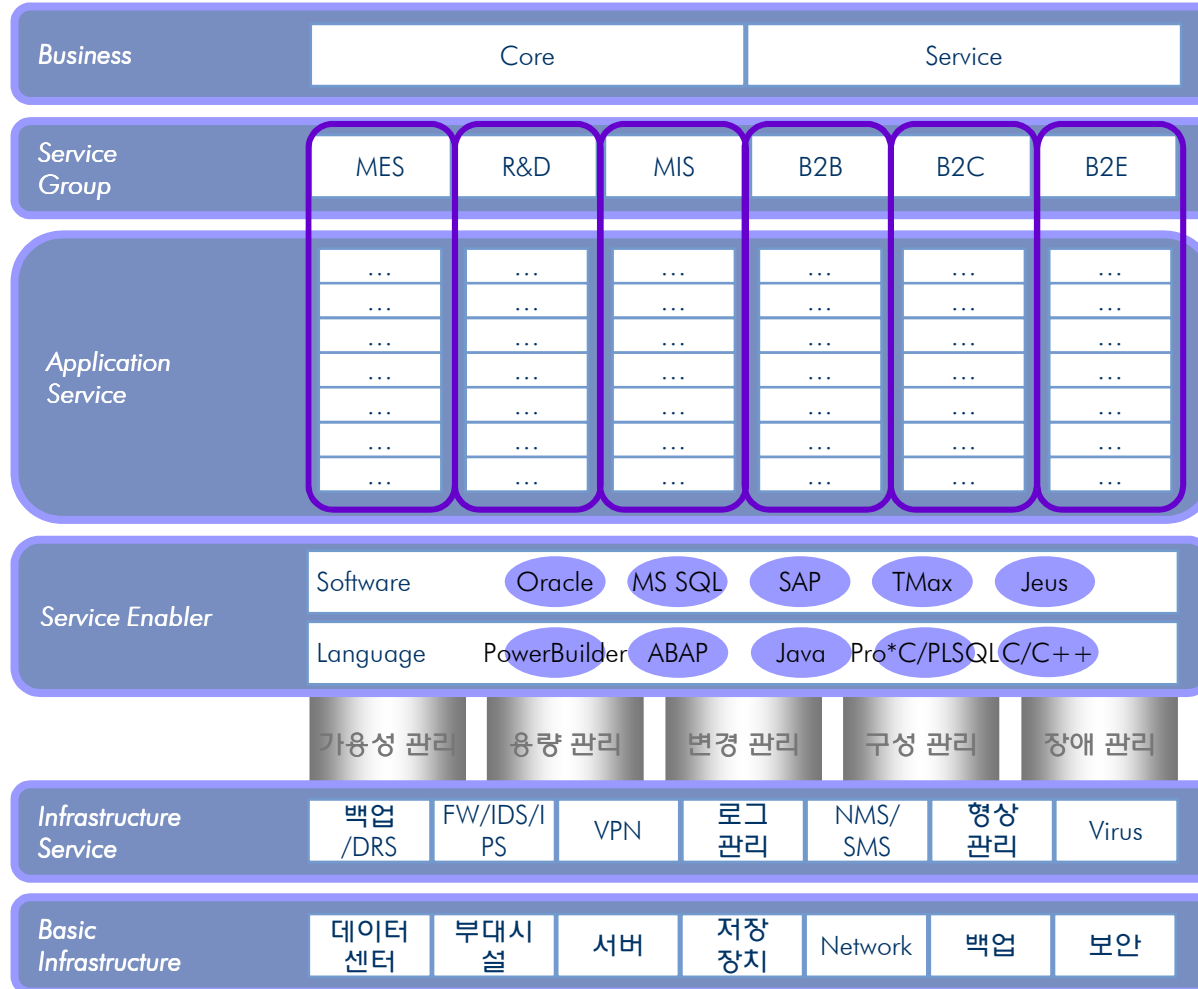 Business
Core
Service
Service
Group
MES
R&D
MIS
B2B
B2C
B2E
Application
Service
... ... ... ... ... ...
... ... ... ... ... ...
... ... ... ... ... ...
... ... ... ... ... ...
... ... ... ... ... ...
... ... ... ... ... ...
... ... ... ... ... ...
Service Enabler
Software
Oracle
MS SQL
SAP
TMax
Jeus
Language
PowerBuilder
ABAP
Java
Pro*C/PLSQL
C/C++
가용성 관리
용량 관리
변경 관리
구성 관리
장애 관리
Infrastructure
Service
백업
/DRS
FW/IDS/I
PS
VPN
로그
관리
NMS/
SMS
형상
관리
Virus
Basic
Infrastructure
데이터
센터
부대시
설
서버
저장
장치
Network
백업
보안